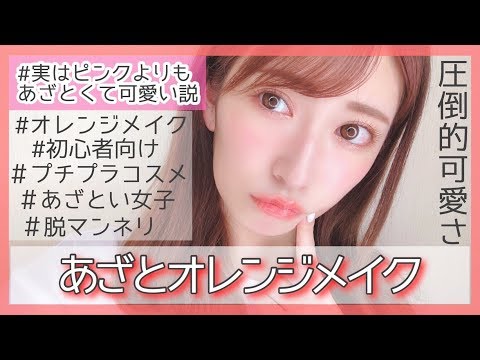 #実はピンクよりも
あざとくて可愛い説
#オレンジメイク
#初心者向け
#プチプラコスメ
#あざとい女子
#脱マンネリ
圧倒的可愛さ
あざとオレンジメイク